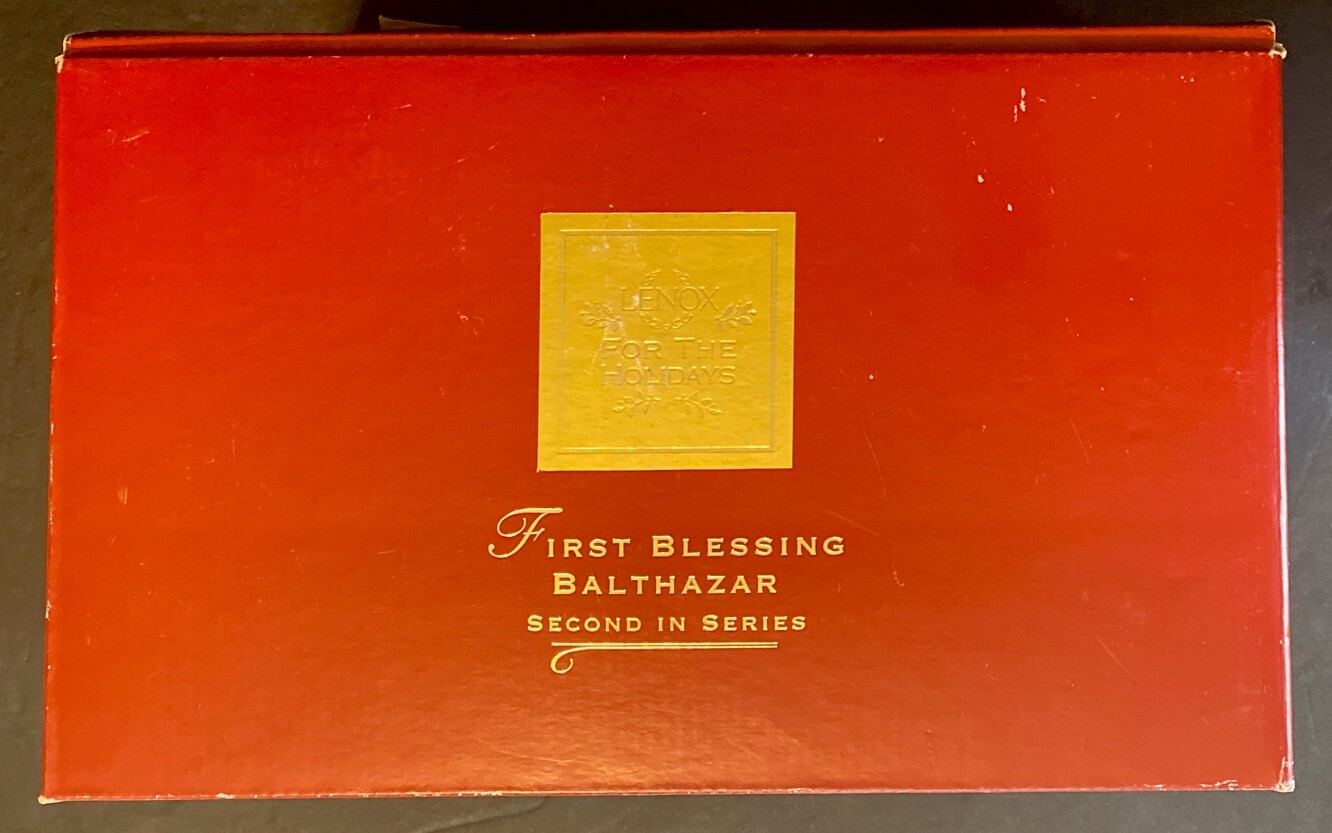 LENOX
FOR THE
HOLIDAYS
FIRST BLESSING
BALTHAZAR
SECOND IN SERIES